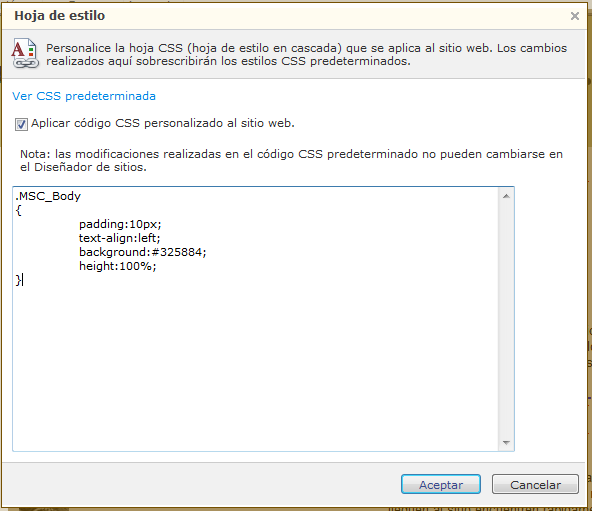 Hoja de estilo
Personalice la hoja CSS (hoja de estilo en cascada) que se aplica al sitio web. Los cambios
realizados aquí sobrescribirán los estilos CSS predeterminados.
Ver CSS predeterminada
Aplicar código CSS personalizado al sitio web.
Nota: las modificaciones realizadas en el código CSS predeterminado no pueden cambiarse en
el Diseñador de sitios.
.MSC_Body
{
padding:10px;
text-align:left;
background:#325884;
height:100%;
}
Aceptar
Cancelar